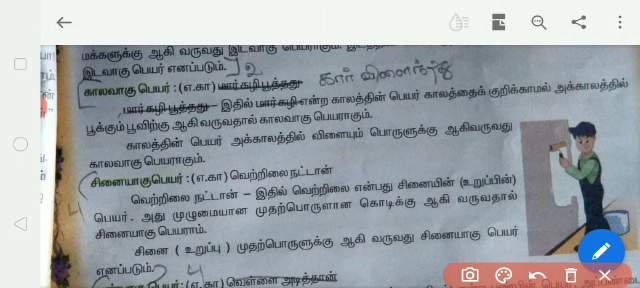 மக்களுக்கு ஆகி வருவது இடவாகு பெயராகும்.
இடவாகு பெயர் எனப்படும். 2
காலவாகு பெயர் : (எ.கா) மார்கழி பூத்தது கார் விளைந்தது
மார்கழி பூத்தது – இதில் மார்கழி என்ற காலத்தின் பெயர் காலத்தைக் குறிக்காமல் அக்காலத்தில்
பூக்கும் பூவிற்கு ஆகி வருவதால் காலவாகு பெயராகும்.
காலத்தின் பெயர் அக்காலத்தில் விளையும் பொருளுக்கு ஆகிவருவது
காலவாகு பெயராகும்.
சினையாகுபெயர் : (எ.கா) வெற்றிலை நட்டான்
வெற்றிலை நட்டான் – இதில் வெற்றிலை என்பது சினையின் (உறுப்பின்)
பெயர். அது முழுமையான முதற்பொருளான கொடிக்கு ஆகி வருவதால்
சினையாகு பெயராம்.
சினை ( உறுப்பு ) முதற்பொருளுக்கு ஆகி வருவது சினையாகு பெயர்
எனப்படும். 4
(எ.கா) வெள்ளை அடித்தான்